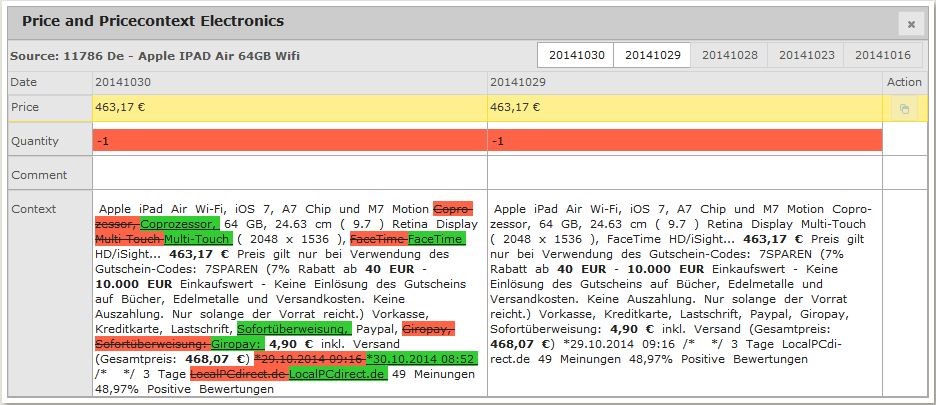 Price and Pricecontext Electronics
Source: 11786 De - Apple IPAD Air 64GB Wifi
20141030 20141029 20141028 20141023 20141016
Date 20141030 20141029 Action
Price 463,17 € 463,17 €
Quantity -1 -1
Comment
Context
Apple iPad Air Wi-Fi, iOS 7, A7 Chip und M7 Motion Copro-
zessor, Coprozessor, 24.63 cm ( 9.7 ) Retina Display
Multi Touch Multi-Touch ( 2048 x 1536 ), FaceTime FaceTime
HD/iSight... 463,17 € Preis gilt nur bei Verwendung des
Gutschein-Codes: 7SPAREN (7% Rabatt ab 40 EUR -
10.000 EUR Einkaufswert - Keine Einlösung des Gutscheins
auf Bücher, Edelmetalle und Versandkosten. Keine
Auszahlung. Nur solange der Vorrat reicht.) Vorkasse,
Kreditkarte, Lastschrift, Sofortüberweisung, Paypal, Giropay,
Sofortüberweisung: Giropay: 4,90 € inkl. Versand
(Gesamtpreis: 468,07 €) *29.10.2014 09:16 *30.10.2014 08:52
/* */ 3 Tage LocalPCdirect.de LocalPCdirect.de 49 Meinungen
48,97% Positive Bewertungen
Apple iPad Air Wi-Fi, iOS 7, A7 Chip und M7 Motion Copro-
zessor, 64 GB, 24.63 cm ( 9.7 ) Retina Display Multi-Touch
( 2048 x 1536 ), FaceTime HD/iSight... 463,17 € Preis gilt
nur bei Verwendung des Gutschein-Codes: 7SPAREN (7%
Rabatt ab 40 EUR - 10.000 EUR Einkaufswert - Keine
Einlösung des Gutscheins auf Bücher, Edelmetalle und
Versandkosten. Keine Auszahlung. Nur solange der Vorrat
reicht.) Vorkasse, Kreditkarte, Lastschrift, Paypal, Giropay,
Sofortüberweisung: 4,90 € inkl. Versand (Gesamtpreis:
468,07 €) *29.10.2014 09:16 /* */ 3 Tage LocalPCdi-
rect.de 49 Meinungen 48,97% Positive Bewertungen